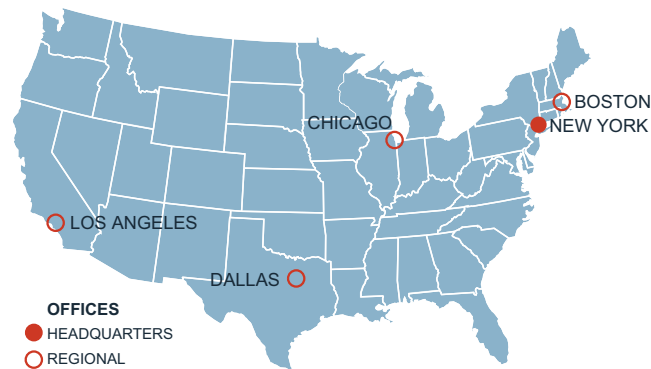 BOSTON
CHICAGO
NEW YORK
LOS ANGELES
DALLAS
OFFICES
HEADQUARTERS
REGIONAL